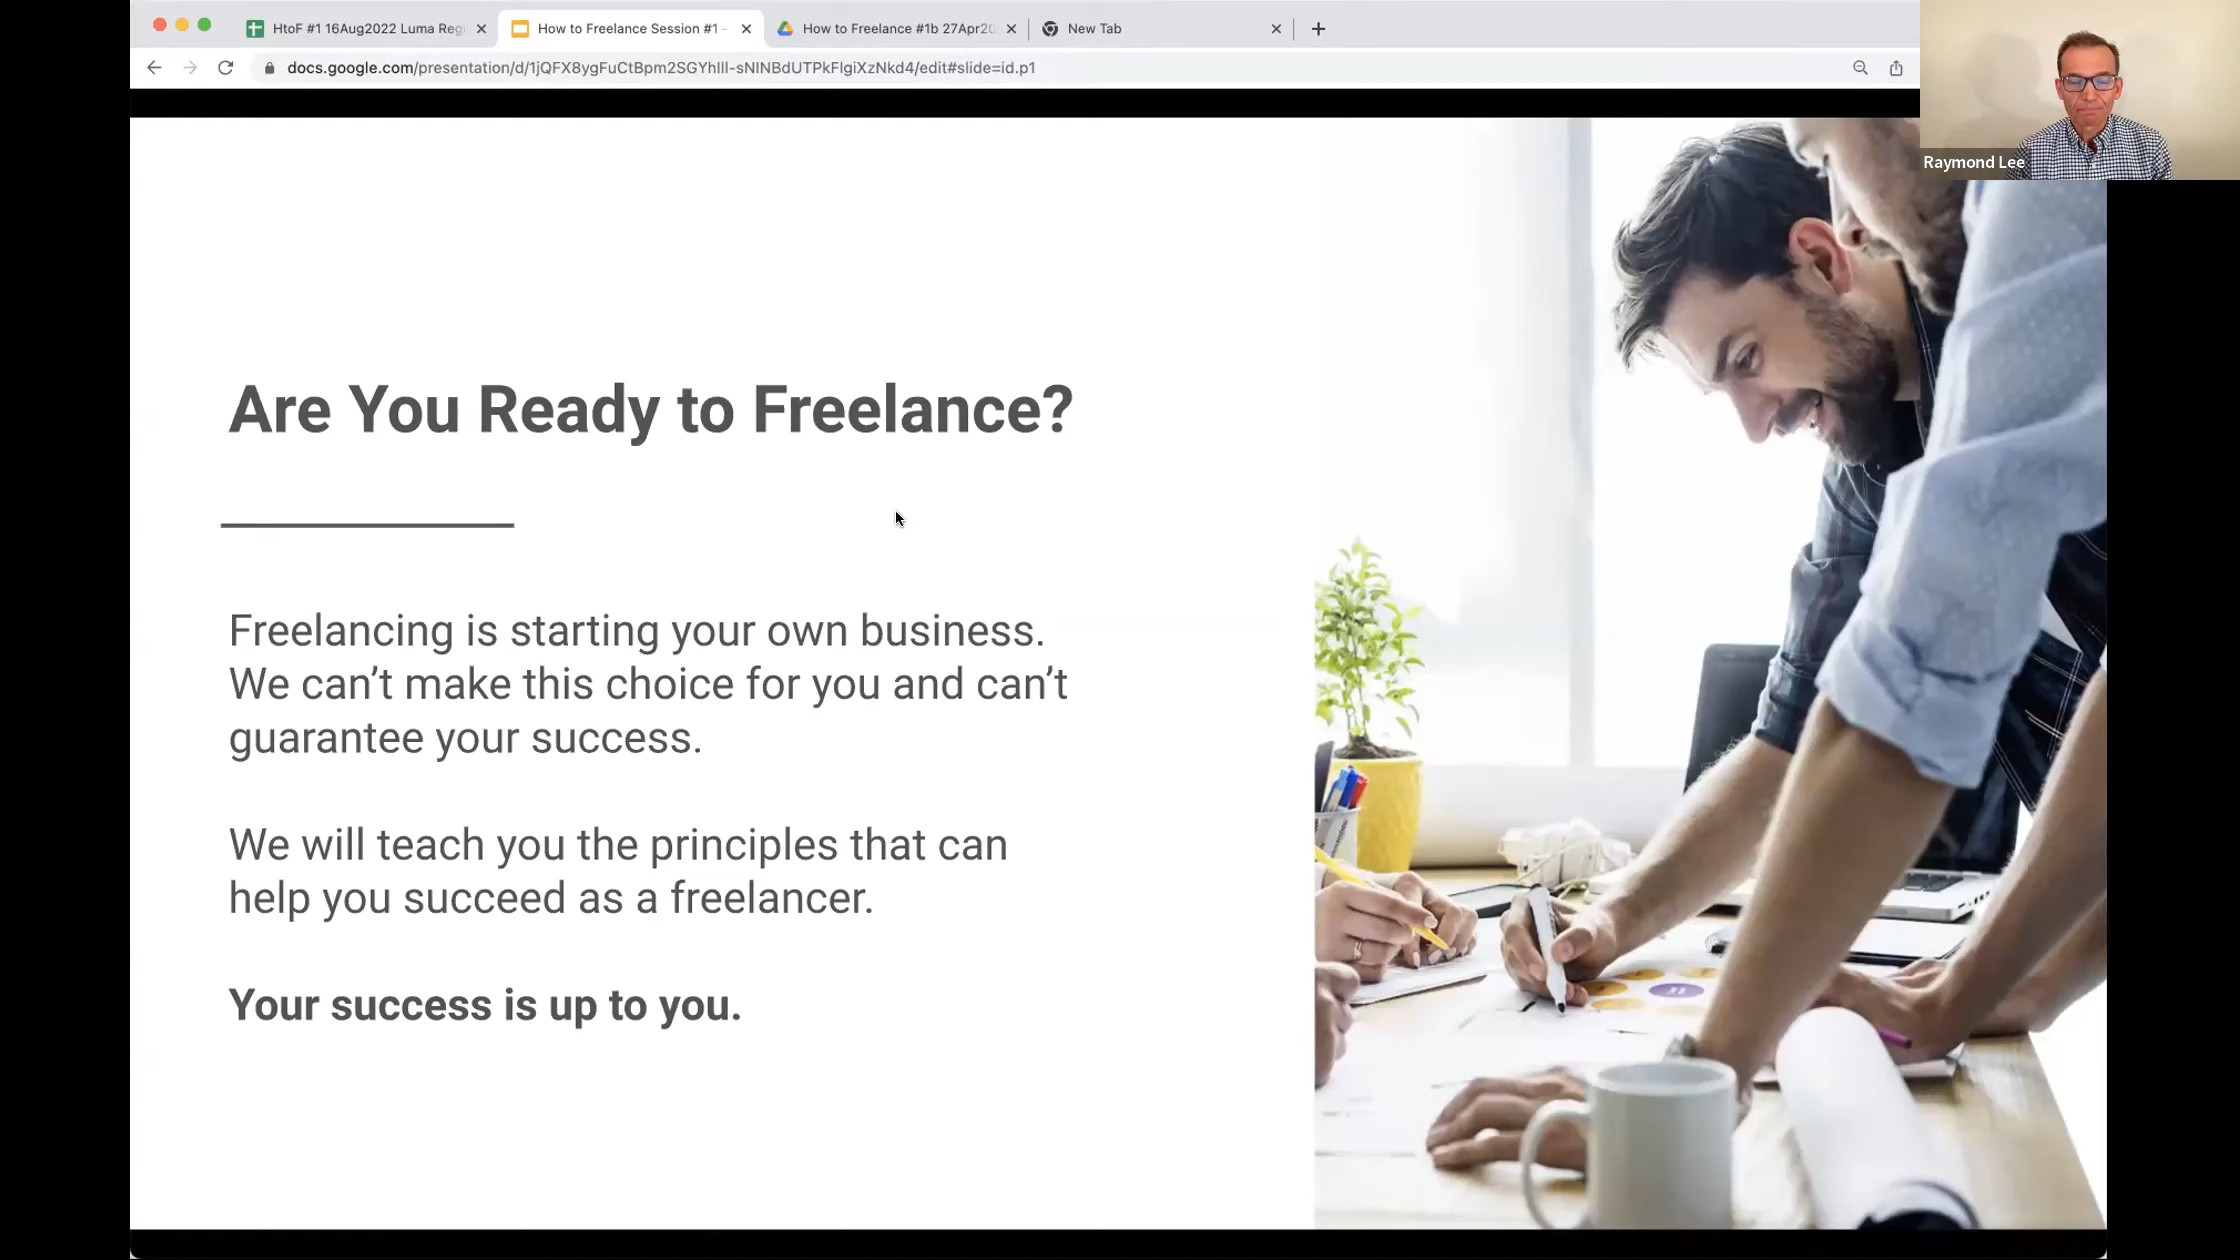 HtoF #1 16Aug2022 Luma Reg
How to Freelance Session #1 -
How to Freelance #1b 27Apr20
New Tab
docs.google.com/presentation/d/1jQFX8ygFuCtBpm2SGYhlll-sNlNBdUTPkFlgiXzNkd4/edit#slide=id.p1
Raymond Lee
Are You Ready to Freelance?
Freelancing is starting your own business.
We can’t make this choice for you and can’t
guarantee your success.
We will teach you the principles that can
help you succeed as a freelancer.
Your success is up to you.